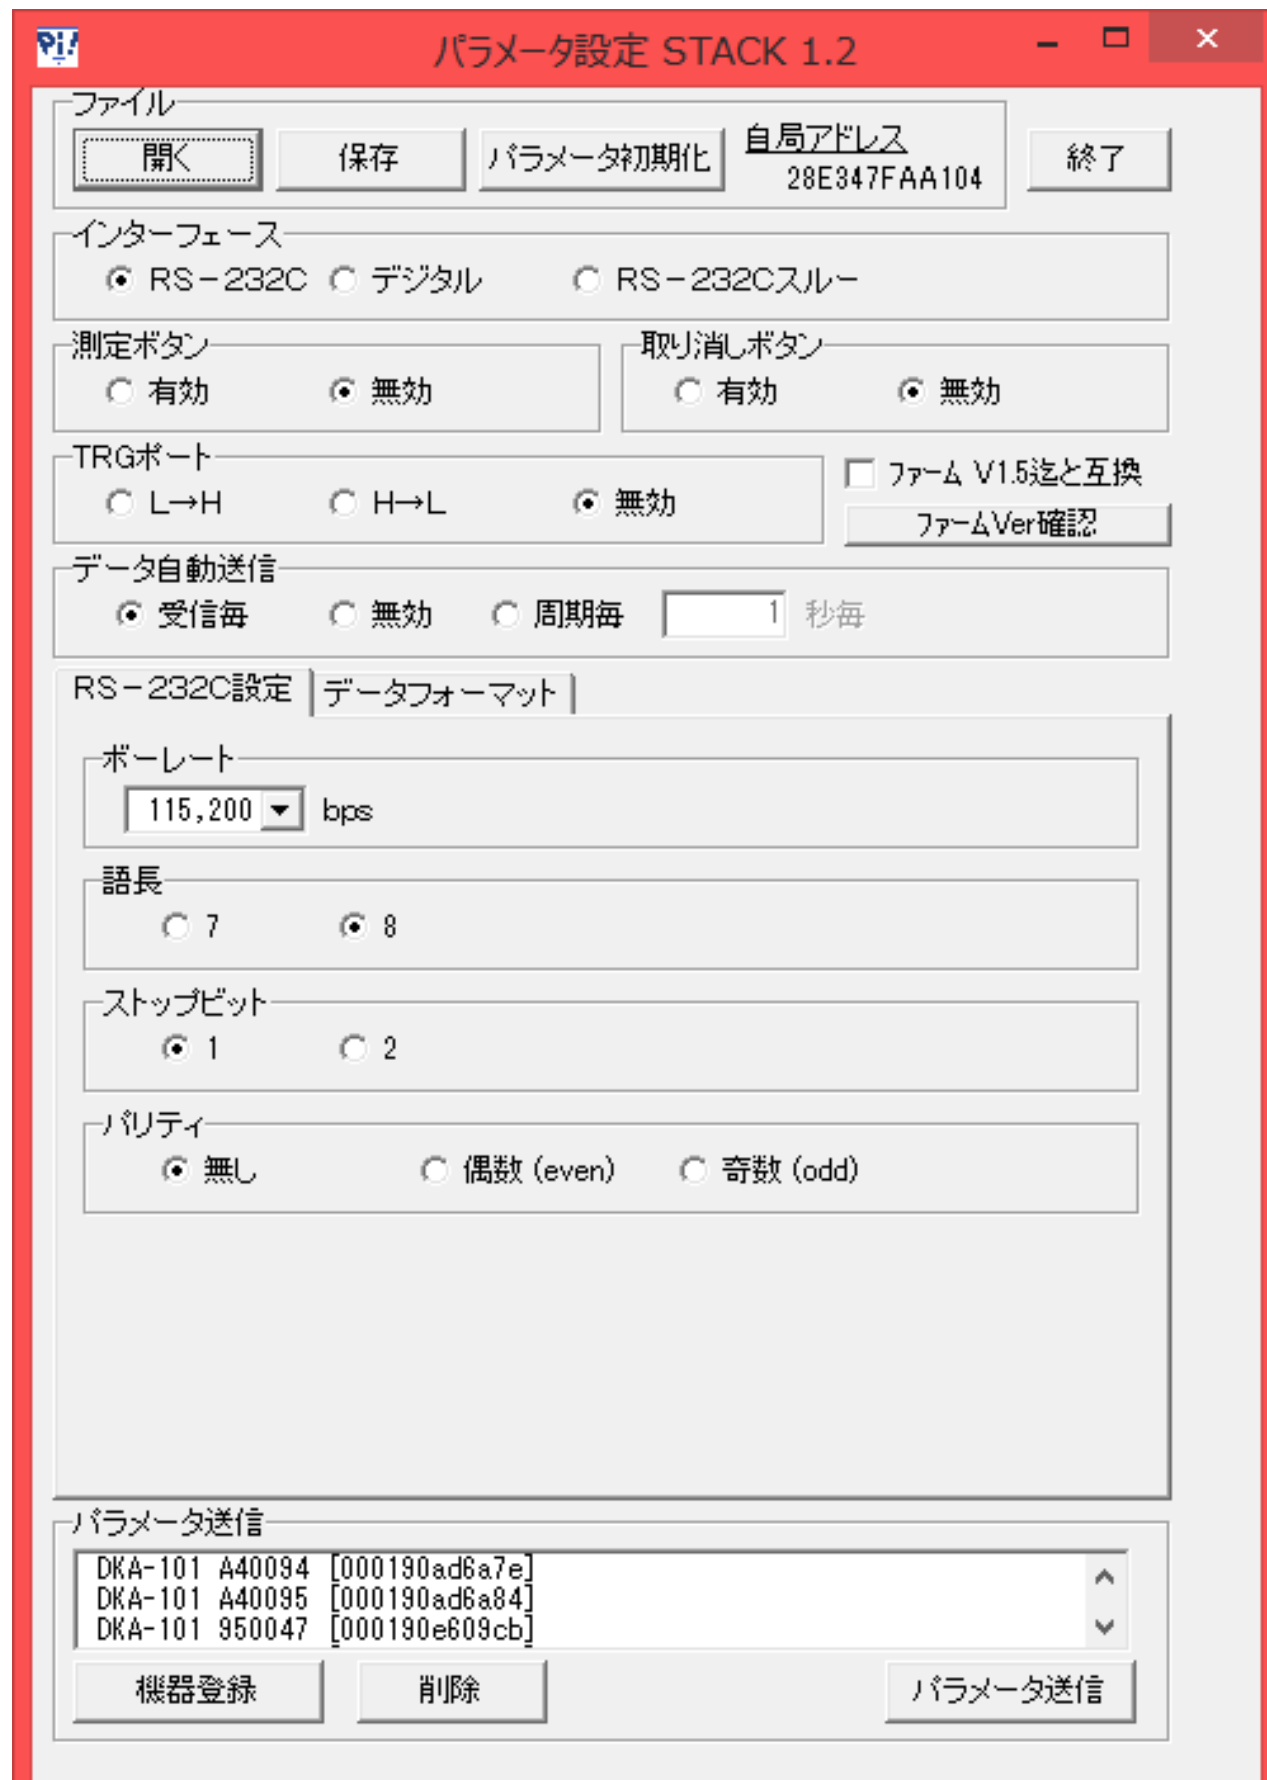 パラメータ設定 STACK 1.2
ファイル
開く 保存 パラメータ初期化 自局アドレス 終了
28E347FAA104
インターフェース
RS-232C デジタル RS-232Cスルー
測定ボタン 取り消しボタン
有効 無効 有効 無効
TRGポート
L→H H→L 無効
ファーム V1.5迄と互換
ファームVer確認
データ自動送信
受信毎 無効 周期毎 1 秒毎
RS-232C設定 データフォーマット
ボーレート
115,200 bps
語長
7 8
ストップビット
1 2
パリティ
無し 偶数 (even) 奇数 (odd)
パラメータ送信
DKA-101 A40094 [000190ad6a7e]
DKA-101 A40095 [000190ad6a84]
DKA-101 950047 [000190e609cb]
機器登録 削除 パラメータ送信